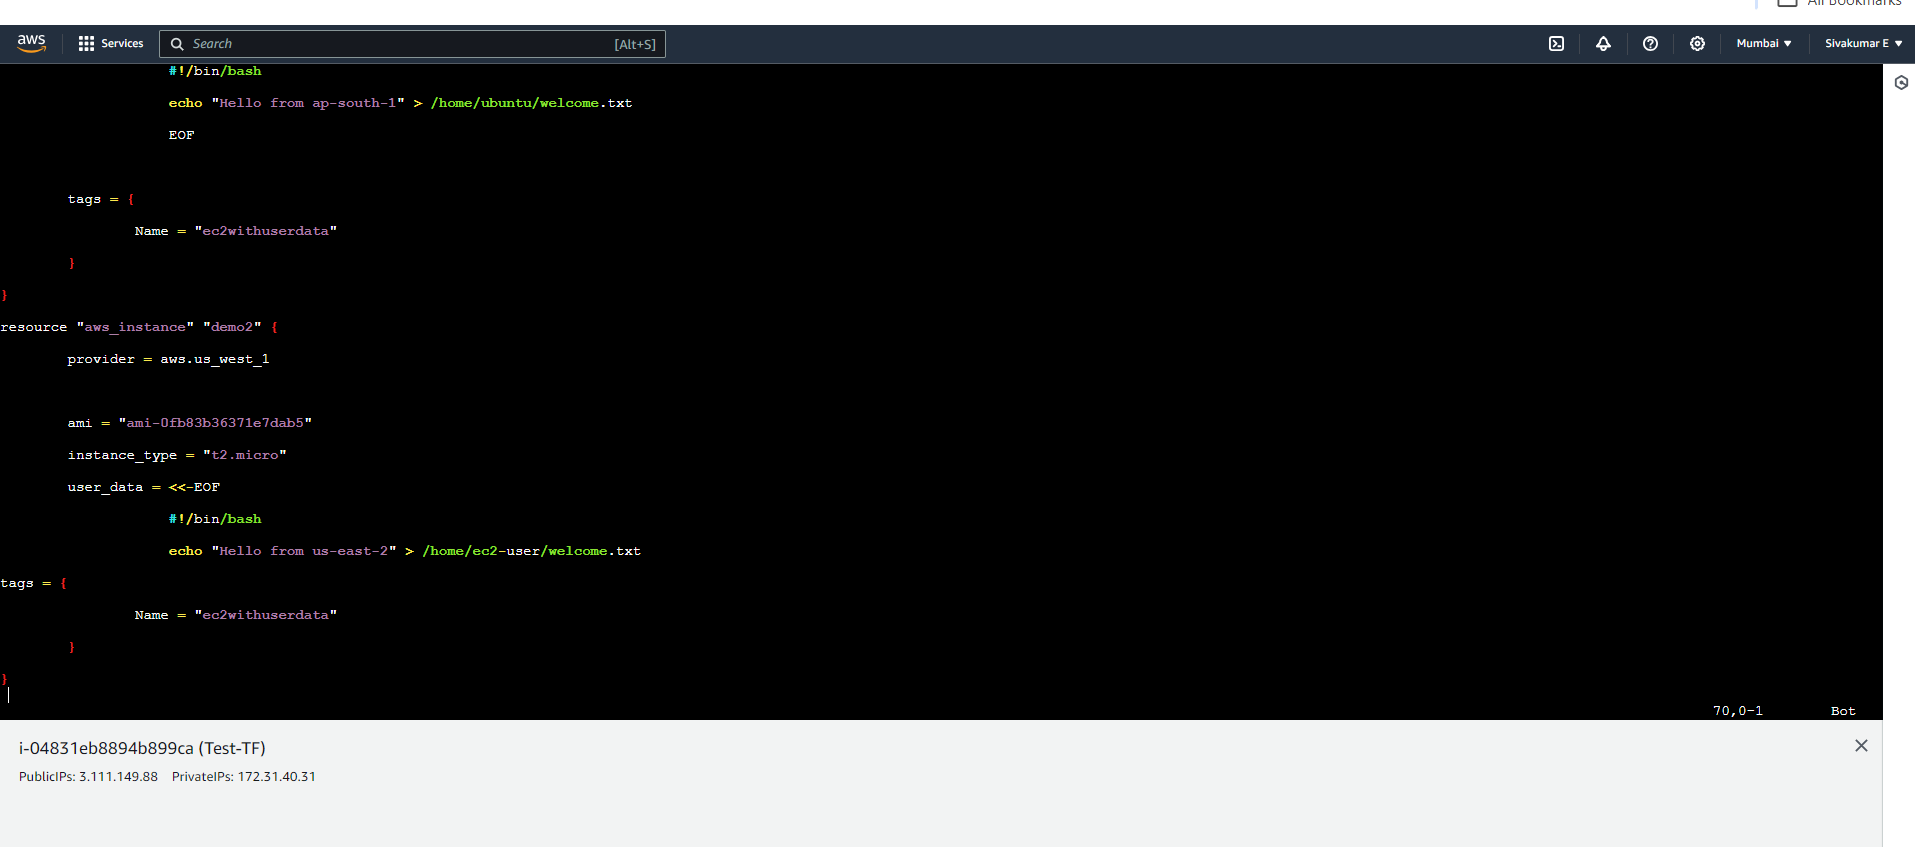 All Bookmarks
aws Services Search [Alt+S] Mumbai Sivakumar E
#!/bin/bash
echo "Hello from ap-south-1" > /home/ubuntu/welcome.txt
EOF
tags = {
Name = "ec2withuserdata"
}
}
resource "aws_instance" "demo2" {
provider = aws.us_west_1
ami = "ami-0fb83b36371e7dab5"
instance_type = "t2.micro"
user_data = <<-EOF
#!/bin/bash
echo "Hello from us-east-2" > /home/ec2-user/welcome.txt
tags = {
Name = "ec2withuserdata"
}
}
70,0-1 Bot
i-04831eb8894b899ca (Test-TF)
PublicIPs: 3.111.149.88 PrivateIPs: 172.31.40.31